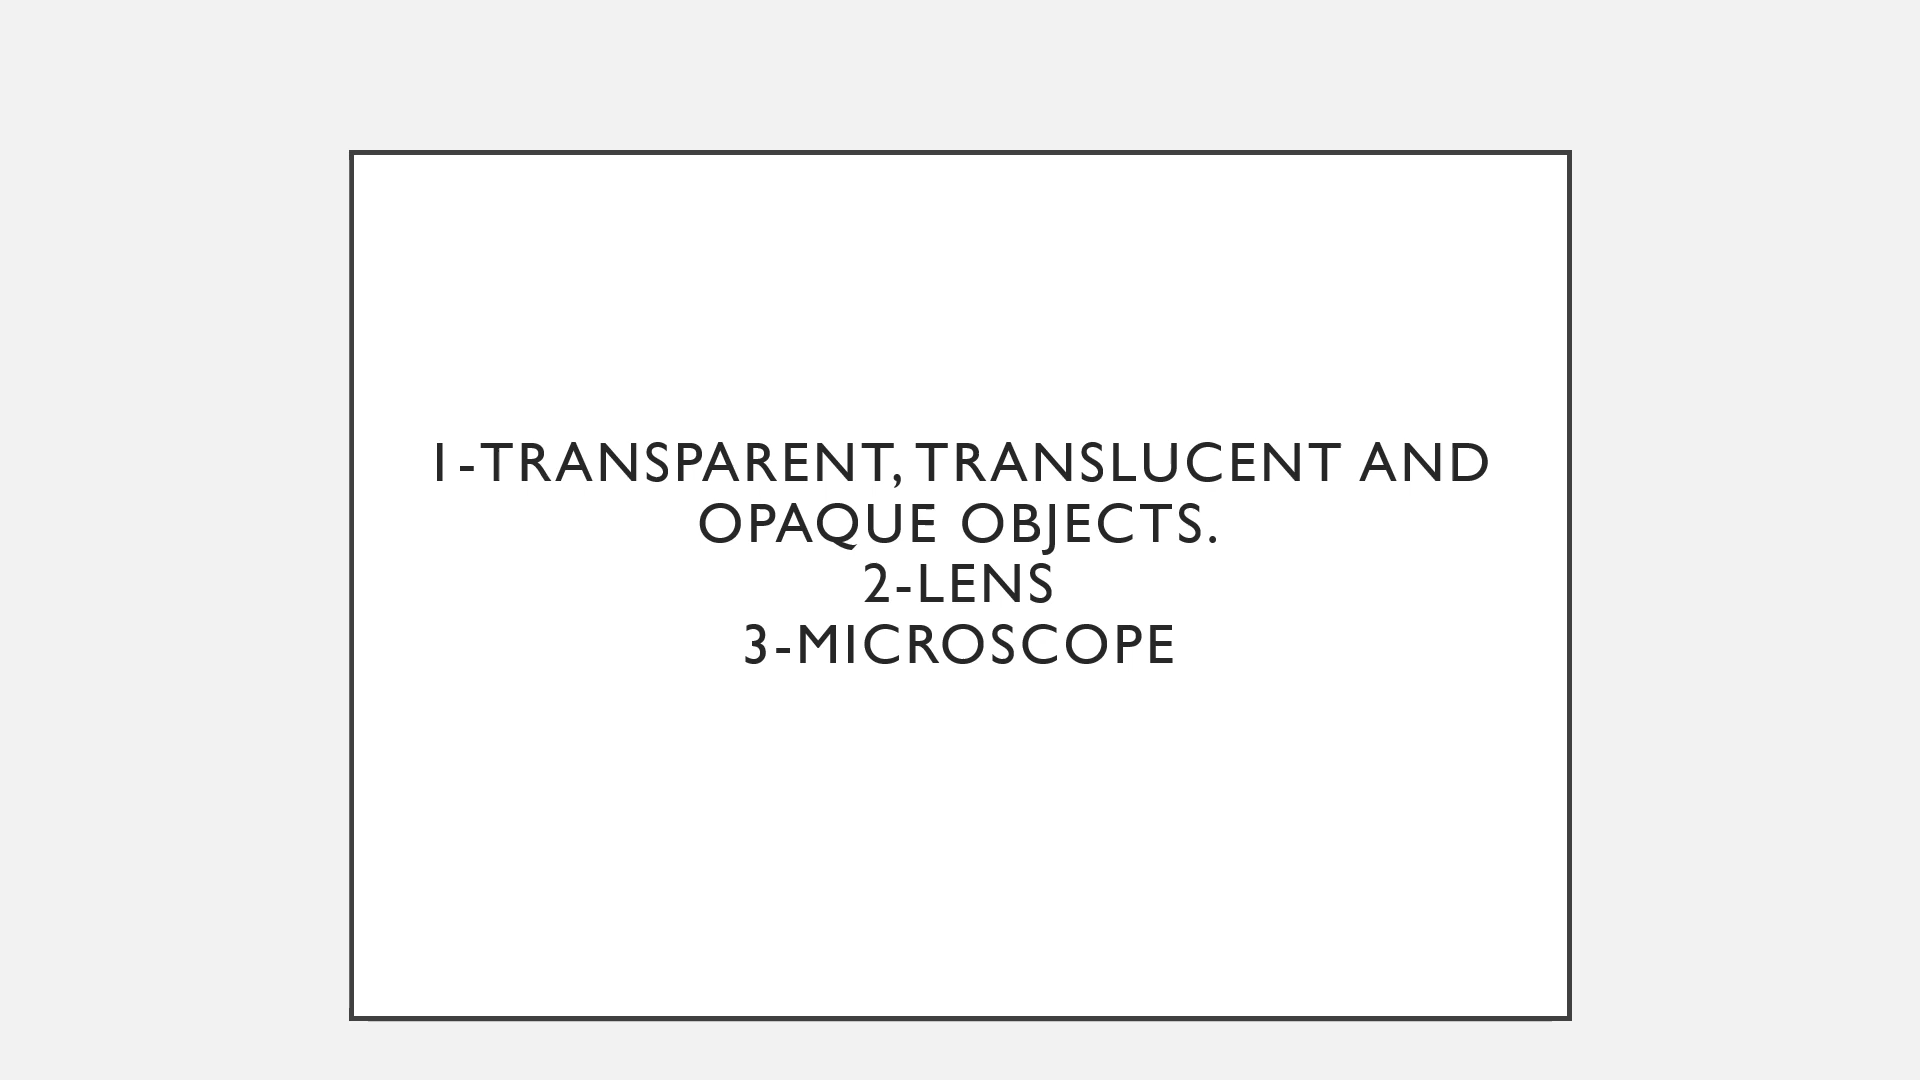 1-TRANSPARENT, TRANSLUCENT AND
OPAQUE OBJECTS.
2-LENS
3-MICROSCOPE